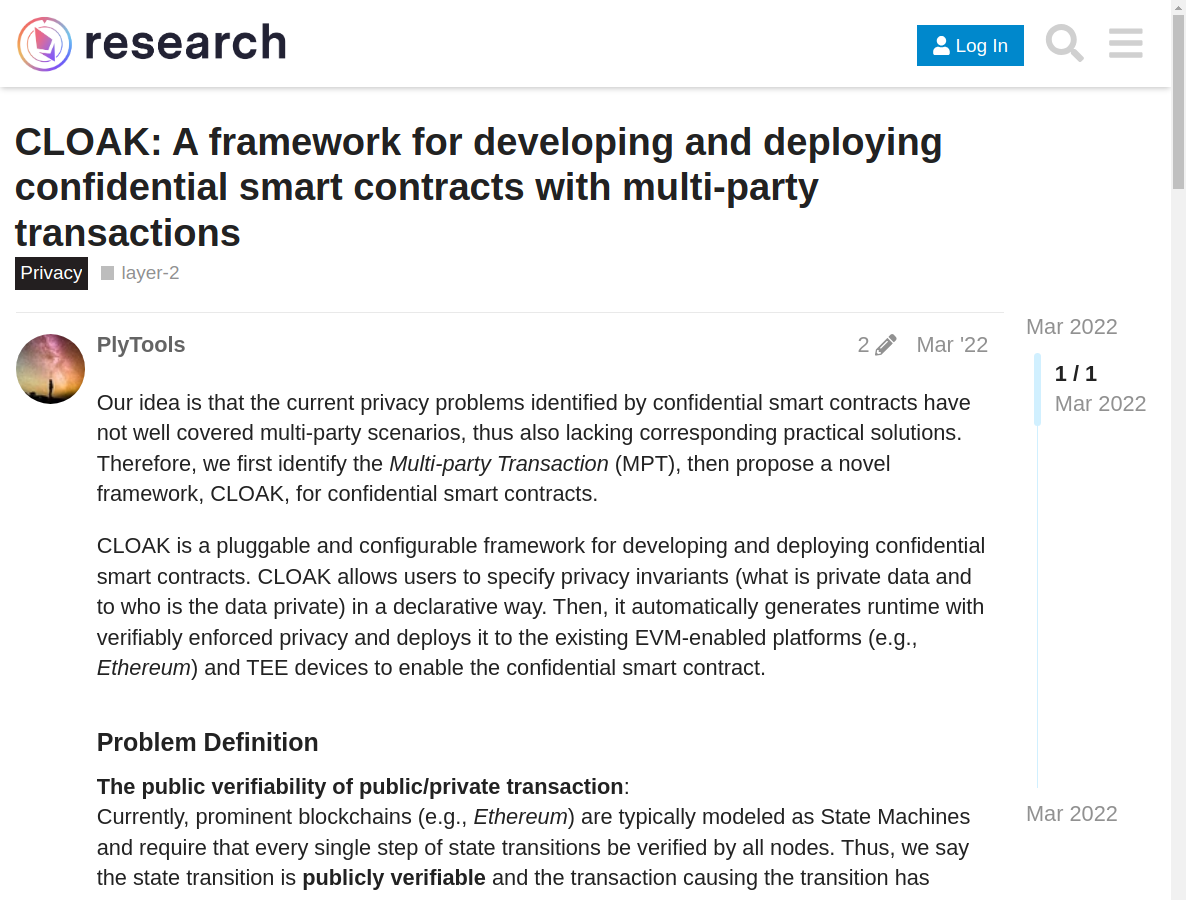 research
Log In
CLOAK: A framework for developing and deploying
confidential smart contracts with multi-party
transactions
Privacy layer-2
Mar 2022
PlyTools 2 Mar '22
1 / 1
Mar 2022
Our idea is that the current privacy problems identified by confidential smart contracts have
not well covered multi-party scenarios, thus also lacking corresponding practical solutions.
Therefore, we first identify the Multi-party Transaction (MPT), then propose a novel
framework, CLOAK, for confidential smart contracts.
CLOAK is a pluggable and configurable framework for developing and deploying confidential
smart contracts. CLOAK allows users to specify privacy invariants (what is private data and
to who is the data private) in a declarative way. Then, it automatically generates runtime with
verifiably enforced privacy and deploys it to the existing EVM-enabled platforms (e.g.,
Ethereum) and TEE devices to enable the confidential smart contract.
Problem Definition
The public verifiability of public/private transaction:
Currently, prominent blockchains (e.g., Ethereum) are typically modeled as State Machines
and require that every single step of state transitions be verified by all nodes. Thus, we say
the state transition is publicly verifiable and the transaction causing the transition has
Mar 2022